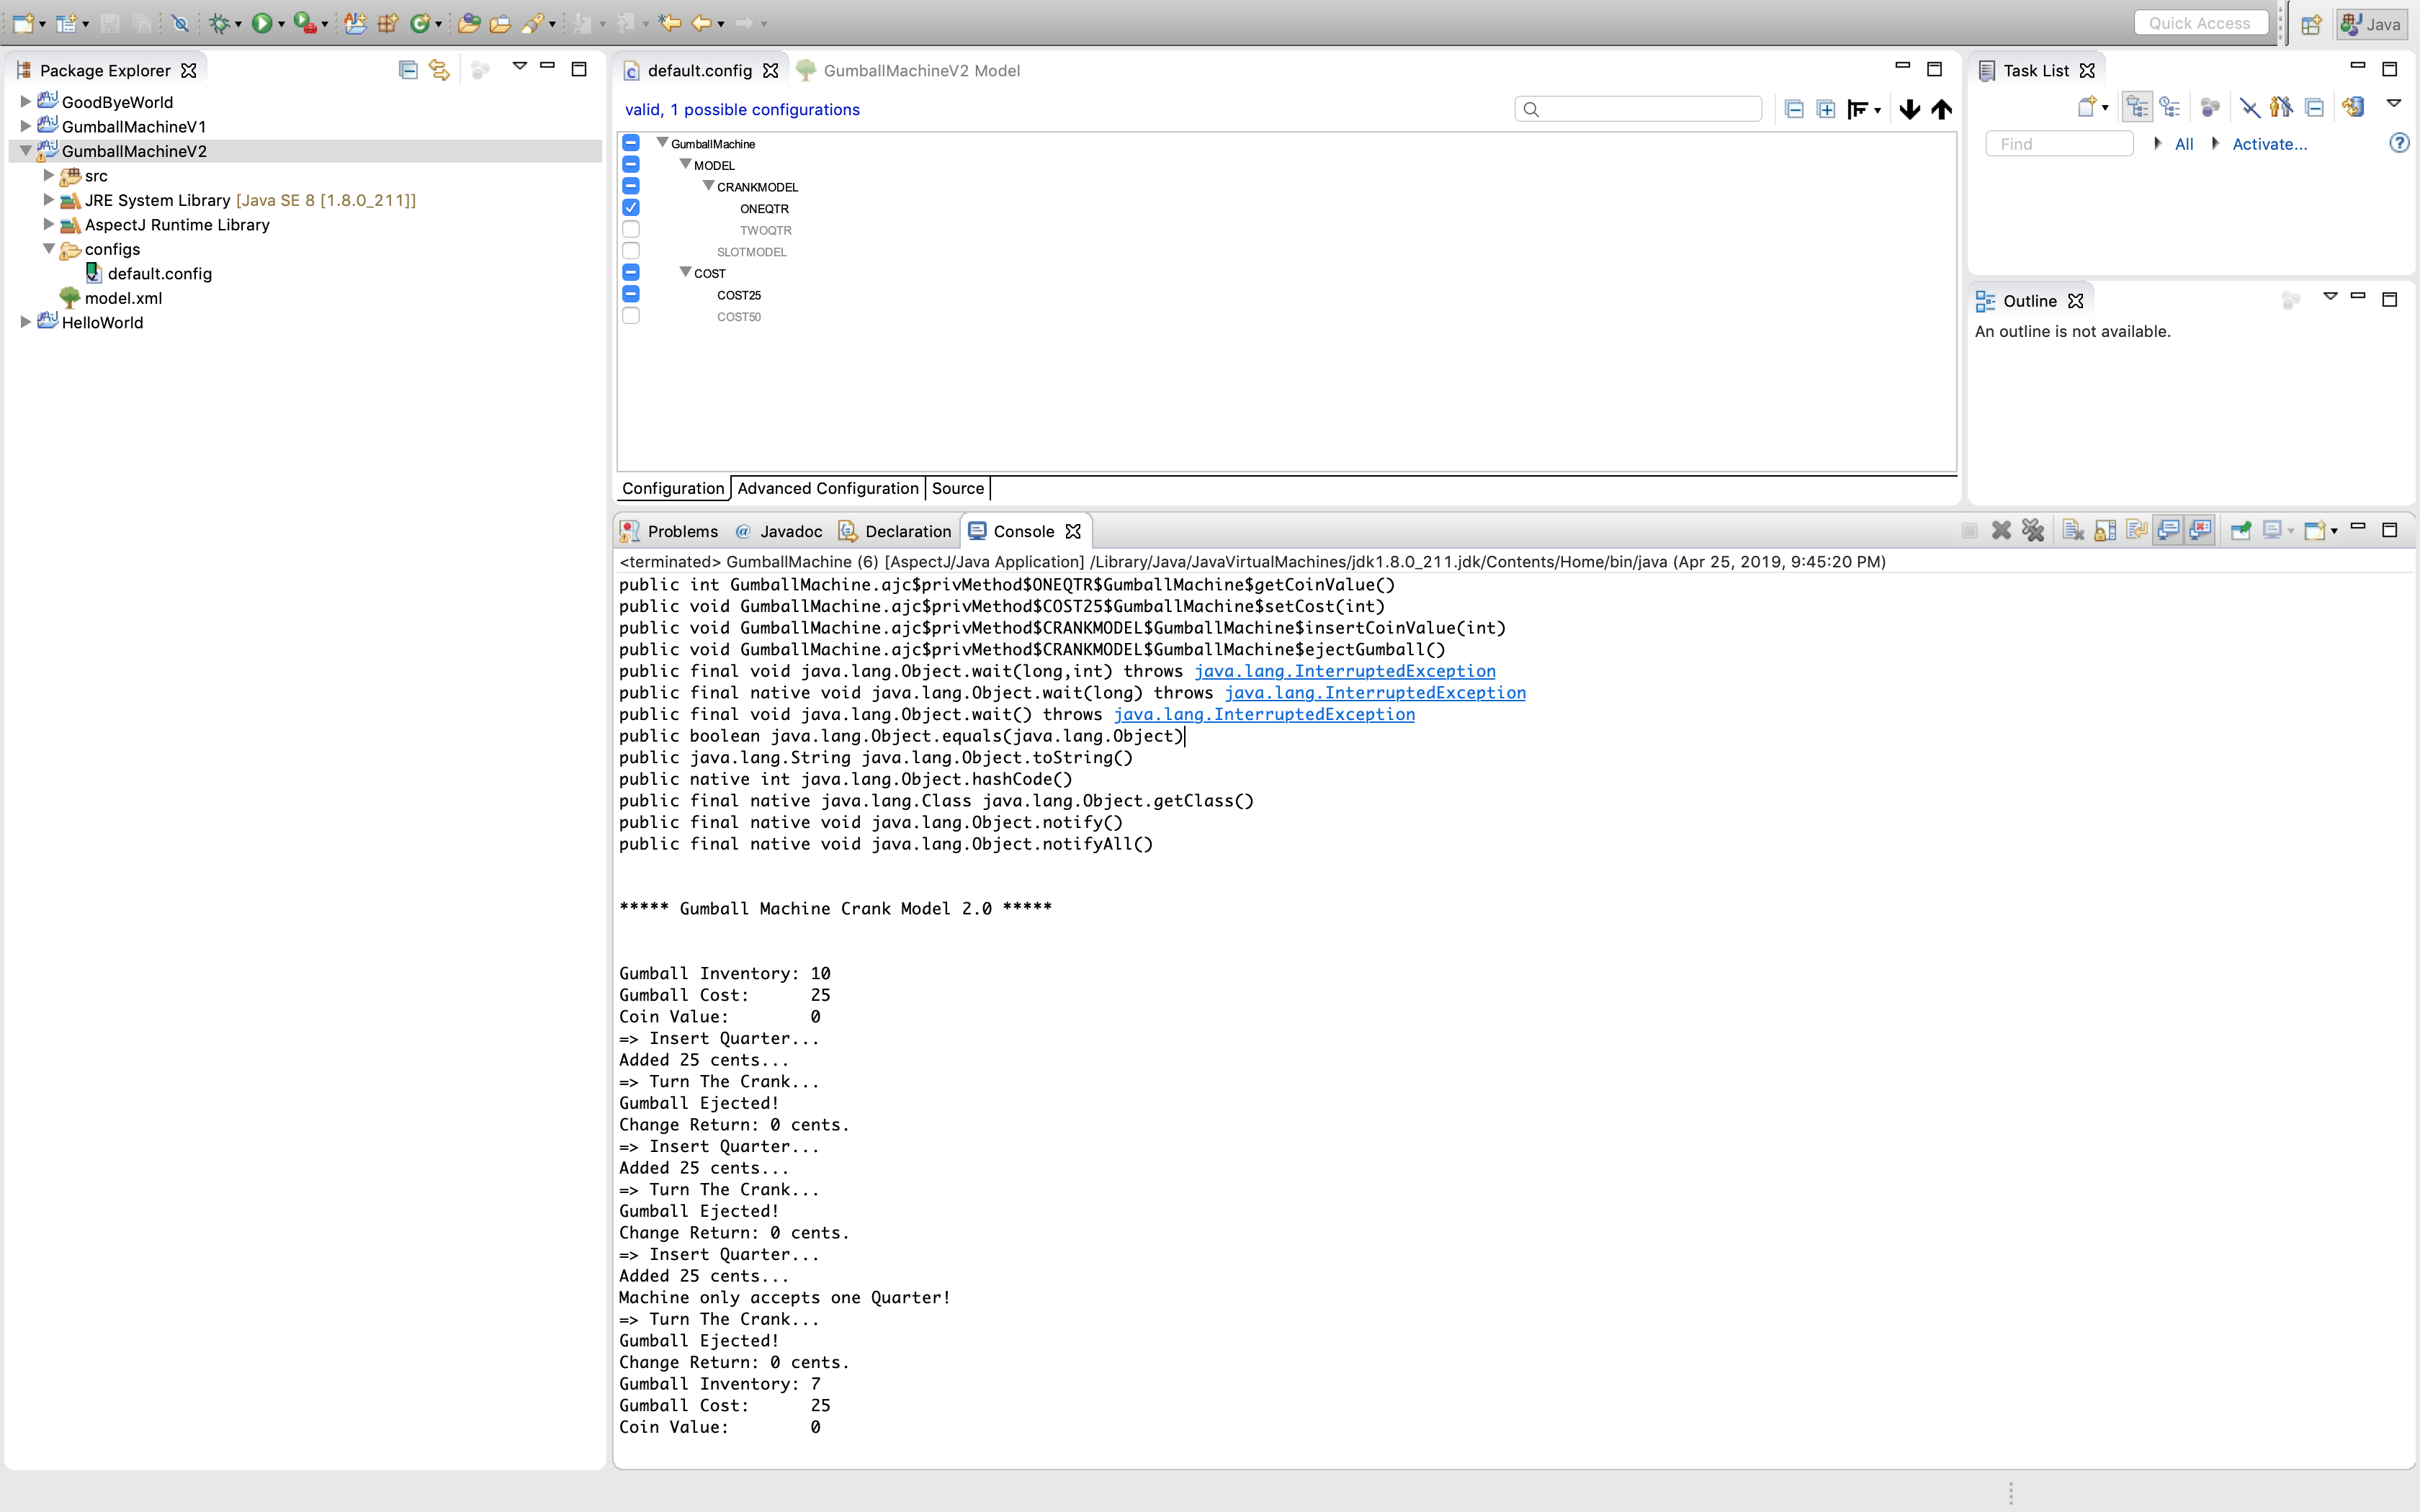 Quick Access
Java
Package Explorer
GoodByeWorld
GumballMachineV1
GumballMachineV2
src
JRE System Library [Java SE 8 [1.8.0_211]]
AspectJ Runtime Library
configs
default.config
model.xml
HelloWorld
default.config
GumballMachineV2 Model
valid, 1 possible configurations
GumballMachine
MODEL
CRANKMODEL
ONEQTR
TWOQTR
SLOTMODEL
COST
COST25
COST50
Configuration
Advanced Configuration
Source
Task List
Find
All
Activate...
Outline
An outline is not available.
Problems
Javadoc
Declaration
Console
<terminated> GumballMachine (6) [AspectJ/Java Application] /Library/Java/JavaVirtualMachines/jdk1.8.0_211.jdk/Contents/Home/bin/java (Apr 25, 2019, 9:45:20 PM)
public int GumballMachine.ajc$privMethod$ONEQTR$GumballMachine$getCoinValue()
public void GumballMachine.ajc$privMethod$COST25$GumballMachine$setCost(int)
public void GumballMachine.ajc$privMethod$CRANKMODEL$GumballMachine$insertCoinValue(int)
public void GumballMachine.ajc$privMethod$CRANKMODEL$GumballMachine$ejectGumball()
public final void java.lang.Object.wait(long,int) throws java.lang.InterruptedException
public final native void java.lang.Object.wait(long) throws java.lang.InterruptedException
public final void java.lang.Object.wait() throws java.lang.InterruptedException
public boolean java.lang.Object.equals(java.lang.Object)
public java.lang.String java.lang.Object.toString()
public native int java.lang.Object.hashCode()
public final native java.lang.Class java.lang.Object.getClass()
public final native void java.lang.Object.notify()
public final native void java.lang.Object.notifyAll()
***** Gumball Machine Crank Model 2.0 *****
Gumball Inventory: 10
Gumball Cost: 25
Coin Value: 0
=> Insert Quarter...
Added 25 cents...
=> Turn The Crank...
Gumball Ejected!
Change Return: 0 cents.
=> Insert Quarter...
Added 25 cents...
=> Turn The Crank...
Gumball Ejected!
Change Return: 0 cents.
=> Insert Quarter...
Added 25 cents...
Machine only accepts one Quarter!
=> Turn The Crank...
Gumball Ejected!
Change Return: 0 cents.
Gumball Inventory: 7
Gumball Cost: 25
Coin Value: 0